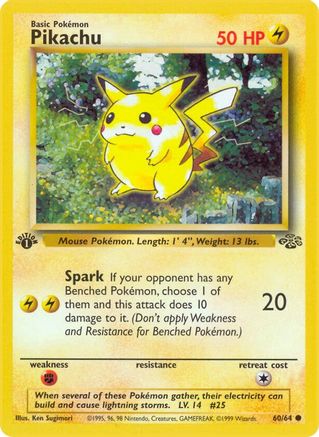 Basic Pokémon
Pikachu 50 HP
EDITION
1
Mouse Pokémon. Length: 1' 4", Weight: 13 lbs.
Spark If your opponent has any
Benched Pokémon, choose 1 of
them and this attack does 10
damage to it. (Don't apply Weakness
and Resistance for Benched Pokémon.)
20
weakness resistance retreat cost
When several of these Pokémon gather, their electricity can
build and cause lightning storms. LV. 14 #25
Illus. Ken Sugimori ©1995, 96, 98 Nintendo, Creatures, GAMEFREAK. ©1999 Wizards. 60/64